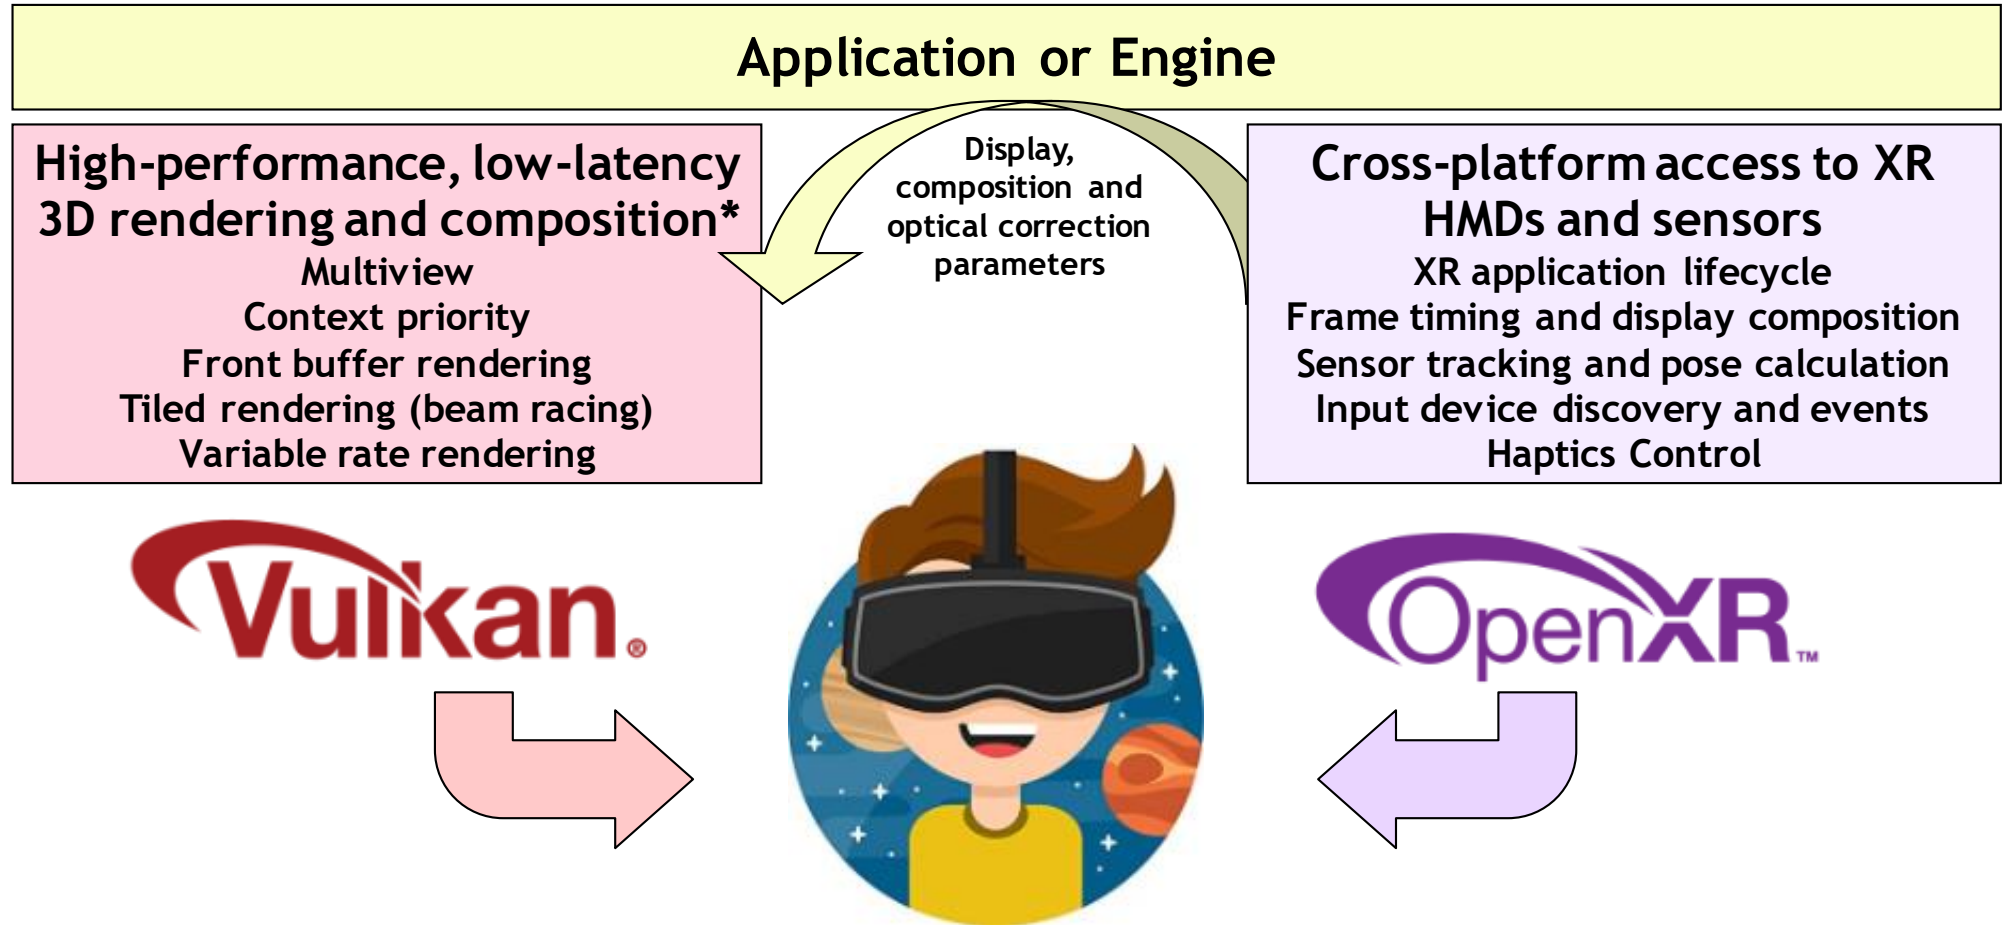 Application or Engine
High-performance, low-latency
3D rendering and composition*
Multiview
Context priority
Front buffer rendering
Tiled rendering (beam racing)
Variable rate rendering
Display,
composition and
optical correction
parameters
Cross-platform access to XR
HMDs and sensors
XR application lifecycle
Frame timing and display composition
Sensor tracking and pose calculation
Input device discovery and events
Haptics Control
Vulkan®
OpenXR™